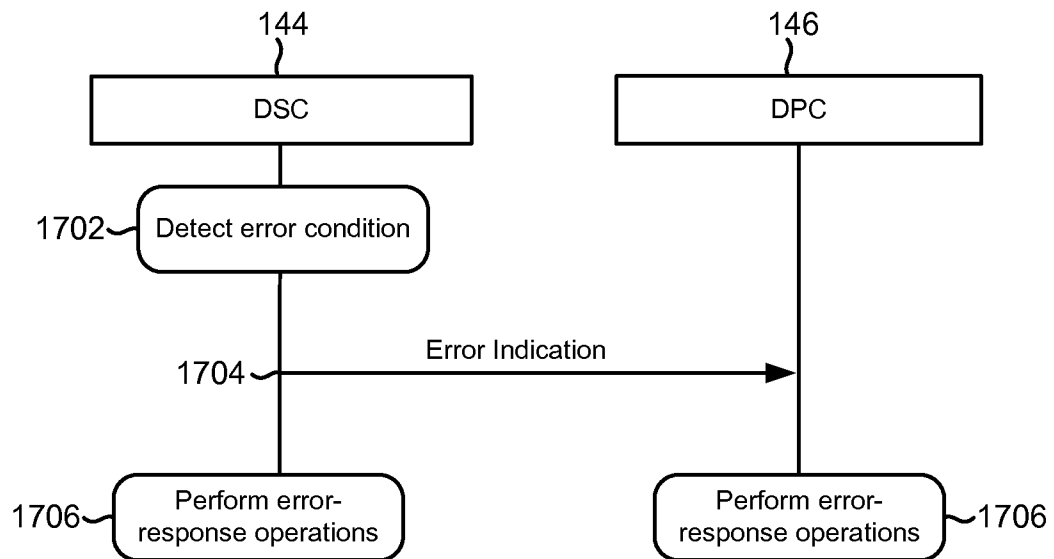 144
146
DSC
DPC
1702
Detect error condition
Error Indication
1704
Perform error-
response operations
1706
Perform error-
response operations
1706